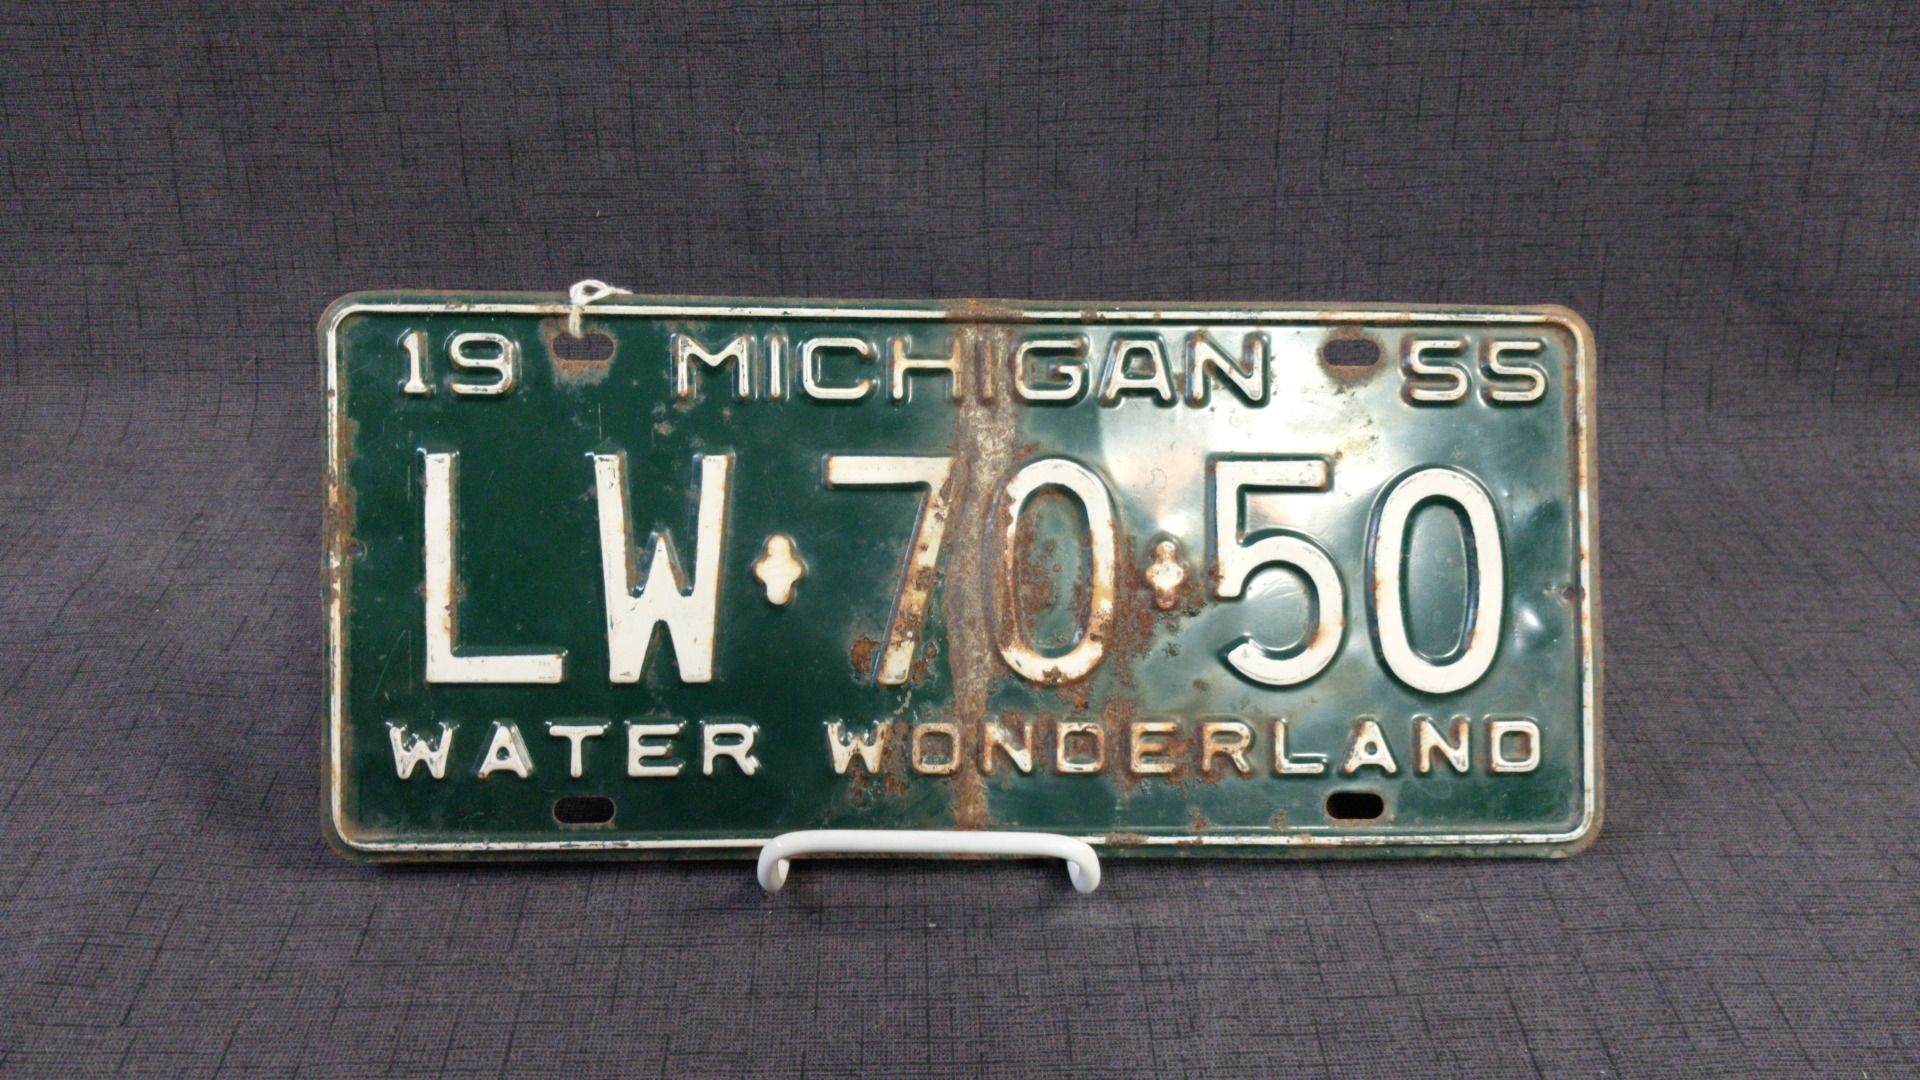 19 MICHIGAN 55
LW·70·50
WATER WONDERLAND